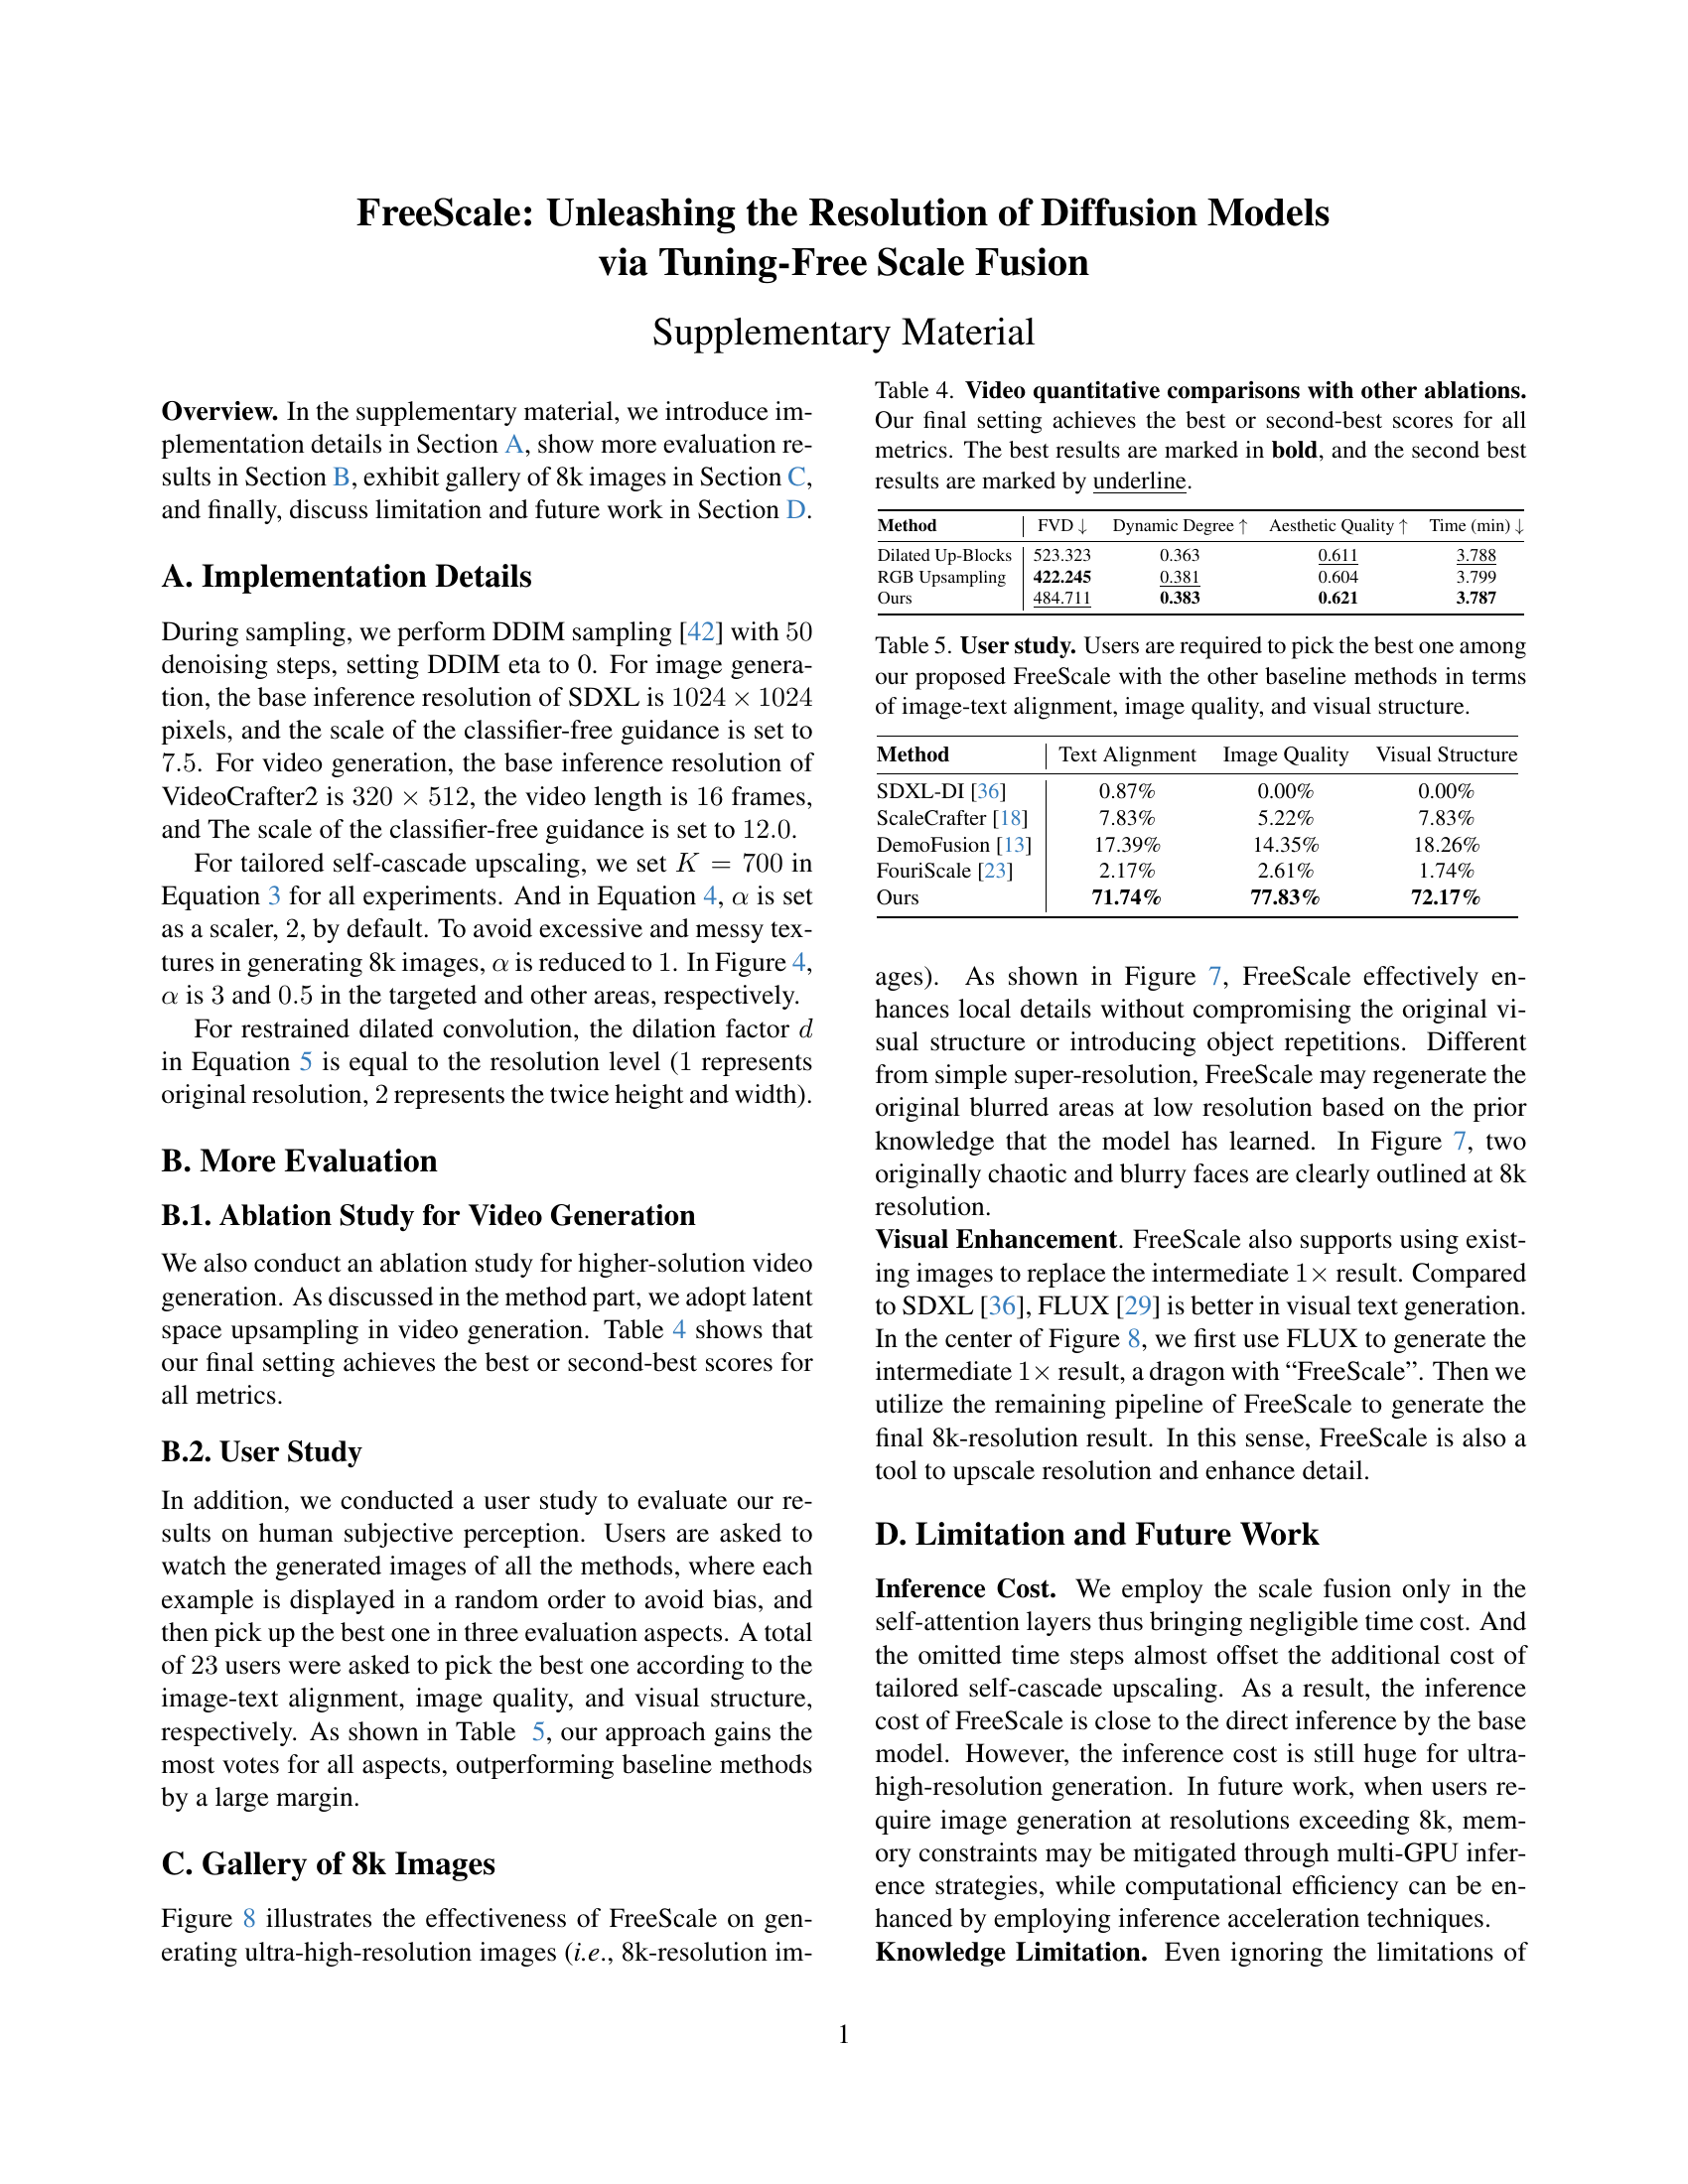 FreeScale: Unleashing the Resolution of Diffusion Models
via Tuning-Free Scale Fusion
Supplementary Material
Overview. In the supplementary material, we introduce im-
plementation details in Section A, show more evaluation re-
sults in Section B, exhibit gallery of 8k images in Section C,
and finally, discuss limitation and future work in Section D.
A. Implementation Details
During sampling, we perform DDIM sampling [42] with 50
denoising steps, setting DDIM eta to 0. For image genera-
tion, the base inference resolution of SDXL is 1024 × 1024
pixels, and the scale of the classifier-free guidance is set to
7.5. For video generation, the base inference resolution of
VideoCrafter2 is 320 × 512, the video length is 16 frames,
and The scale of the classifier-free guidance is set to 12.0.
For tailored self-cascade upscaling, we set K = 700 in
Equation 3 for all experiments. And in Equation 4, α is set
as a scaler, 2, by default. To avoid excessive and messy tex-
tures in generating 8k images, α is reduced to 1. In Figure 4,
α is 3 and 0.5 in the targeted and other areas, respectively.
For restrained dilated convolution, the dilation factor d
in Equation 5 is equal to the resolution level (1 represents
original resolution, 2 represents the twice height and width).
B. More Evaluation
B.1. Ablation Study for Video Generation
We also conduct an ablation study for higher-solution video
generation. As discussed in the method part, we adopt latent
space upsampling in video generation. Table 4 shows that
our final setting achieves the best or second-best scores for
all metrics.
B.2. User Study
In addition, we conducted a user study to evaluate our re-
sults on human subjective perception. Users are asked to
watch the generated images of all the methods, where each
example is displayed in a random order to avoid bias, and
then pick up the best one in three evaluation aspects. A total
of 23 users were asked to pick the best one according to the
image-text alignment, image quality, and visual structure,
respectively. As shown in Table 5, our approach gains the
most votes for all aspects, outperforming baseline methods
by a large margin.
C. Gallery of 8k Images
Figure 8 illustrates the effectiveness of FreeScale on gen-
erating ultra-high-resolution images (i.e., 8k-resolution im-
Table 4. Video quantitative comparisons with other ablations.
Our final setting achieves the best or second-best scores for all
metrics. The best results are marked in bold, and the second best
results are marked by underline.
Method FVD ↓ Dynamic Degree ↑ Aesthetic Quality ↑ Time (min) ↓
Dilated Up-Blocks 523.323 0.363 0.611 3.788
RGB Upsampling 422.245 0.381 0.604 3.799
Ours 484.711 0.383 0.621 3.787
Table 5. User study. Users are required to pick the best one among
our proposed FreeScale with the other baseline methods in terms
of image-text alignment, image quality, and visual structure.
Method Text Alignment Image Quality Visual Structure
SDXL-DI [36] 0.87% 0.00% 0.00%
ScaleCrafter [18] 7.83% 5.22% 7.83%
DemoFusion [13] 17.39% 14.35% 18.26%
FouriScale [23] 2.17% 2.61% 1.74%
Ours 71.74% 77.83% 72.17%
ages). As shown in Figure 7, FreeScale effectively en-
hances local details without compromising the original vi-
sual structure or introducing object repetitions. Different
from simple super-resolution, FreeScale may regenerate the
original blurred areas at low resolution based on the prior
knowledge that the model has learned. In Figure 7, two
originally chaotic and blurry faces are clearly outlined at 8k
resolution.
Visual Enhancement. FreeScale also supports using exist-
ing images to replace the intermediate 1× result. Compared
to SDXL [36], FLUX [29] is better in visual text generation.
In the center of Figure 8, we first use FLUX to generate the
intermediate 1× result, a dragon with “FreeScale”. Then we
utilize the remaining pipeline of FreeScale to generate the
final 8k-resolution result. In this sense, FreeScale is also a
tool to upscale resolution and enhance detail.
D. Limitation and Future Work
Inference Cost. We employ the scale fusion only in the
self-attention layers thus bringing negligible time cost. And
the omitted time steps almost offset the additional cost of
tailored self-cascade upscaling. As a result, the inference
cost of FreeScale is close to the direct inference by the base
model. However, the inference cost is still huge for ultra-
high-resolution generation. In future work, when users re-
quire image generation at resolutions exceeding 8k, mem-
ory constraints may be mitigated through multi-GPU infer-
ence strategies, while computational efficiency can be en-
hanced by employing inference acceleration techniques.
Knowledge Limitation. Even ignoring the limitations of
1